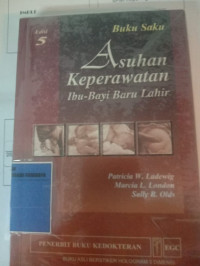 Buku Saku
Edisi
5
Asuhan
Keperawatan
Ibu-Bayi Baru Lahir
Patricia W. Ladewig
Marcia L. London
Sally B. Olds
PENERBIT BUKU KEDOKTERAN
EGC